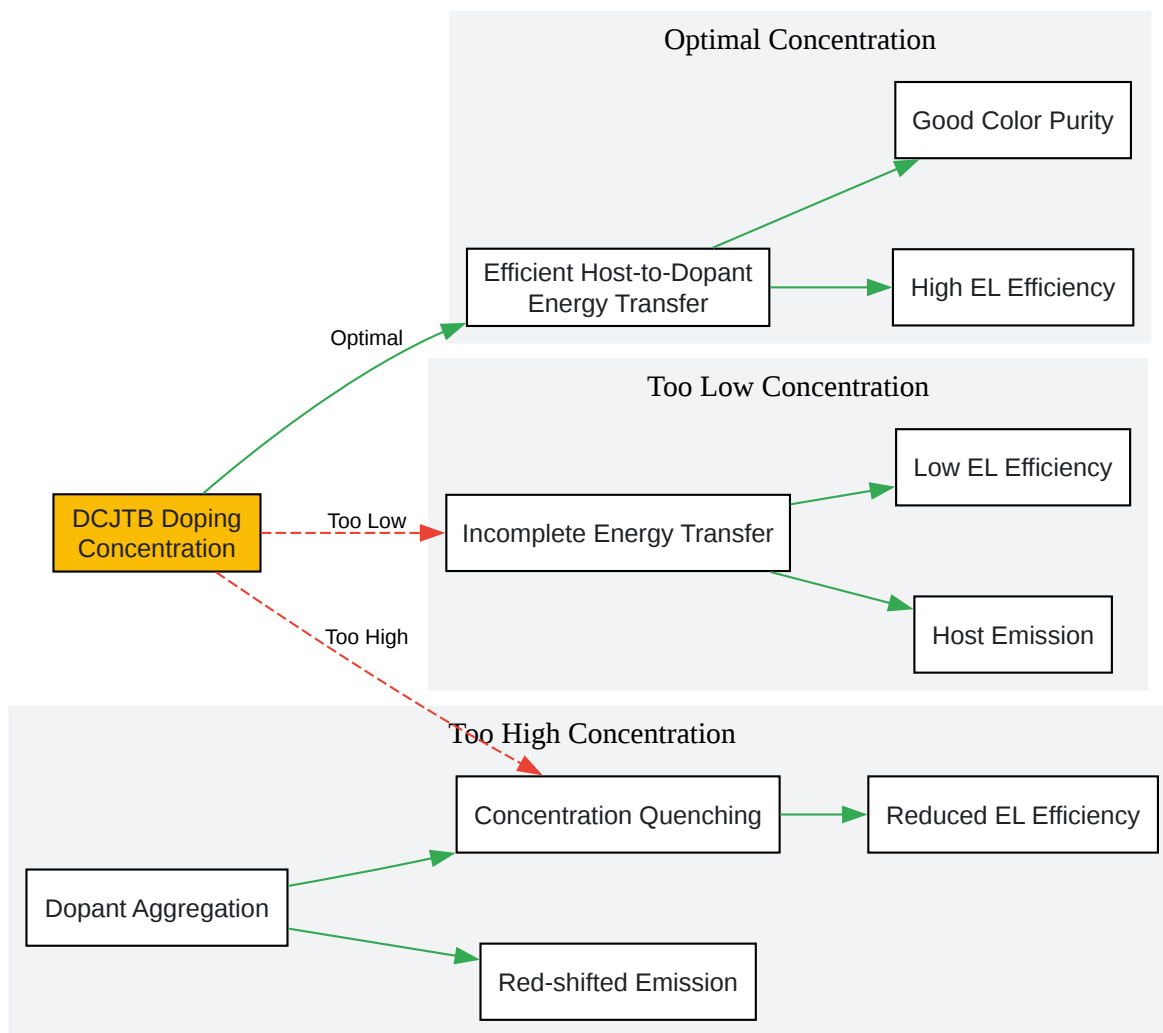 Optimal Concentration
Good Color Purity
Efficient Host-to-Dopant
Energy Transfer
High EL Efficiency
Optimal
Too Low Concentration
Low EL Efficiency
DCJTB Doping
Concentration
Too Low
Incomplete Energy Transfer
Host Emission
Too High
Too High Concentration
Concentration Quenching
Reduced EL Efficiency
Dopant Aggregation
Red-shifted Emission